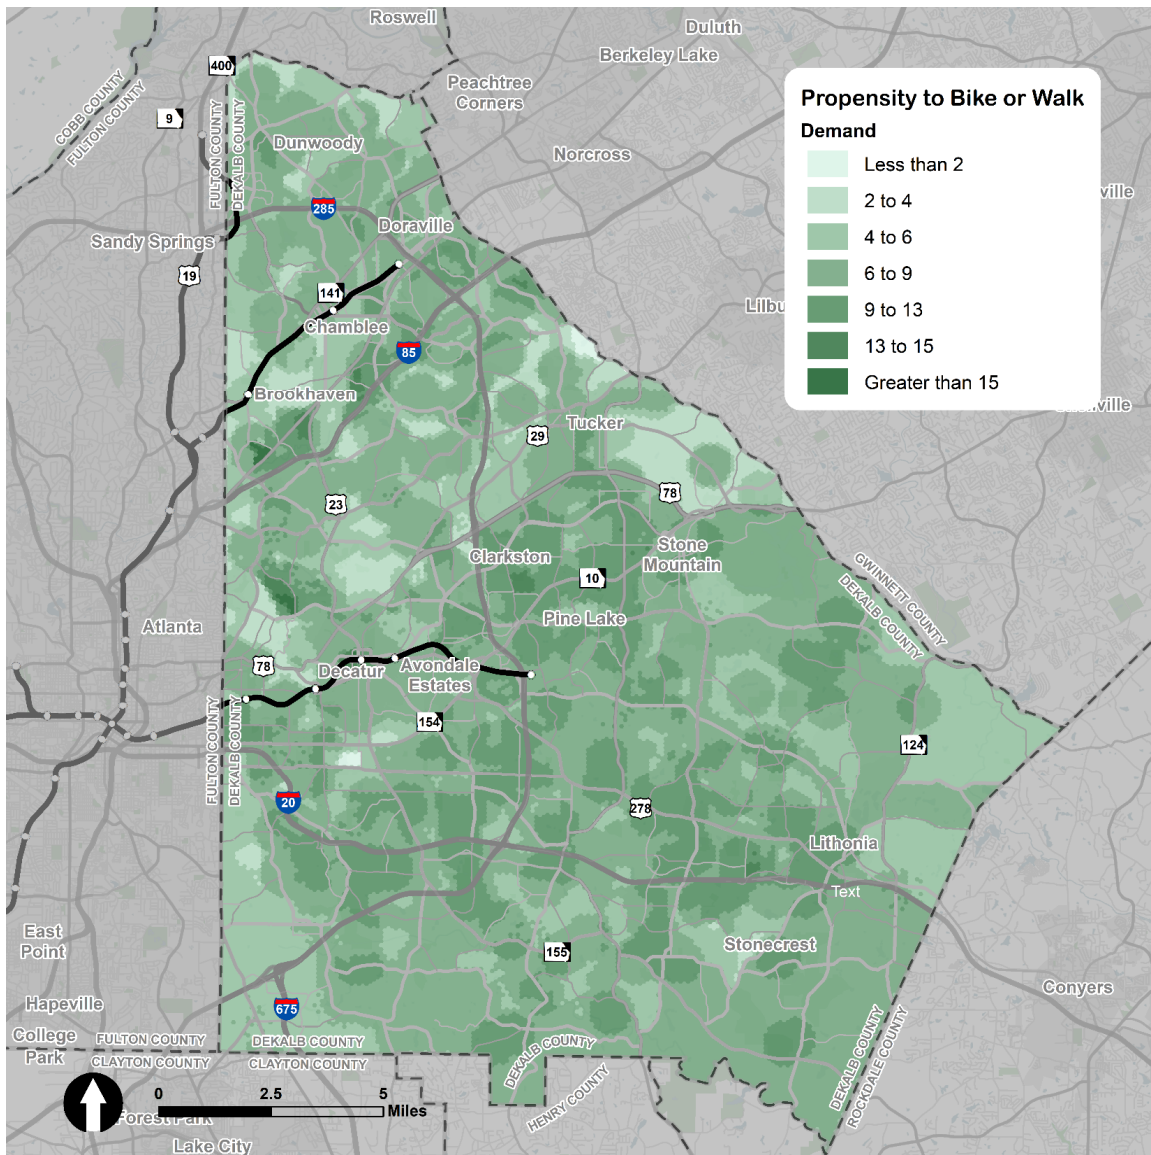 Roswell
Duluth
Berkeley Lake
400
Peachtree
Corners
COBB COUNTY
FULTON COUNTY
9
FULTON COUNTY
DEKALB COUNTY
Dunwoody
Norcross
Propensity to Bike or Walk
Demand
Less than 2
2 to 4
4 to 6
6 to 9
9 to 13
13 to 15
Greater than 15
ville
285
Doraville
Sandy Springs
19
141
Lilbu
Chamblee
85
Brookhaven
ville
Tucker
29
78
23
Clarkston
Stone
Mountain
10
GWINNETT COUNTY
DEKALB COUNTY
Pine Lake
Atlanta
78
Decatur
Avondale
Estates
154
124
FULTON COUNTY
DEKALB COUNTY
20
278
Lithonia
Text
East
Point
155
Stonecrest
Conyers
Hapeville
675
College
Park
FULTON COUNTY
DEKALB COUNTY
CLAYTON COUNTY
CLAYTON COUNTY
DEKALB COUNTY
HENRY COUNTY
DEKALB COUNTY
ROCKDALE COUNTY
0
2.5
5
Miles
Forest Park
Lake City